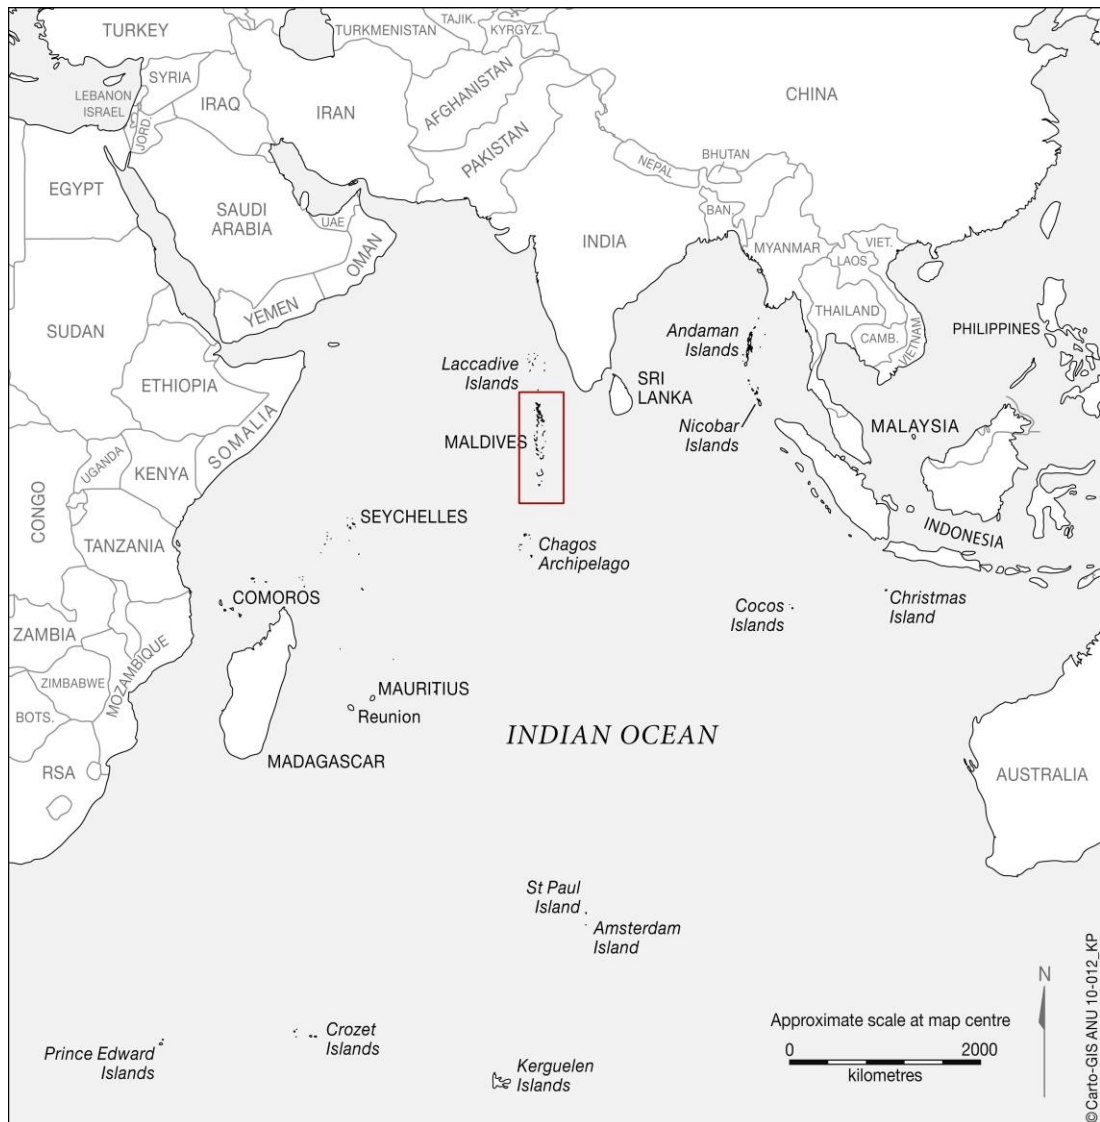 TURKEY
TURKMENISTAN
TAJIK.
KYRGYZ.
SYRIA
LEBANON
ISRAEL
JORD.
IRAQ
IRAN
AFGHANISTAN
PAKISTAN
CHINA
NEPAL
BHUTAN
BAN.
EGYPT
SAUDI
ARABIA
UAE
OMAN
YEMEN
INDIA
MYANMAR
VIET.
LAOS
THAILAND
CAMB.
VIETNAM
PHILIPPINES
SUDAN
ETHIOPIA
SOMALIA
Laccadive
Islands
Andaman
Islands
SRI
LANKA
Nicobar
Islands
MALAYSIA
MALDIVES
UGANDA
KENYA
CONGO
TANZANIA
SEYCHELLES
Chagos
Archipelago
INDONESIA
COMOROS
Cocos
Islands
Christmas
Island
ZAMBIA
ZIMBABWE
MOZAMBIQUE
BOTS.
RSA
MAURITIUS
Reunion
MADAGASCAR
INDIAN OCEAN
AUSTRALIA
St Paul
Island
Amsterdam
Island
Prince Edward
Islands
Crozet
Islands
Kerguelen
Islands
N
Approximate scale at map centre
0 2000
kilometres
©Carto-GIS ANU 10-012_KP